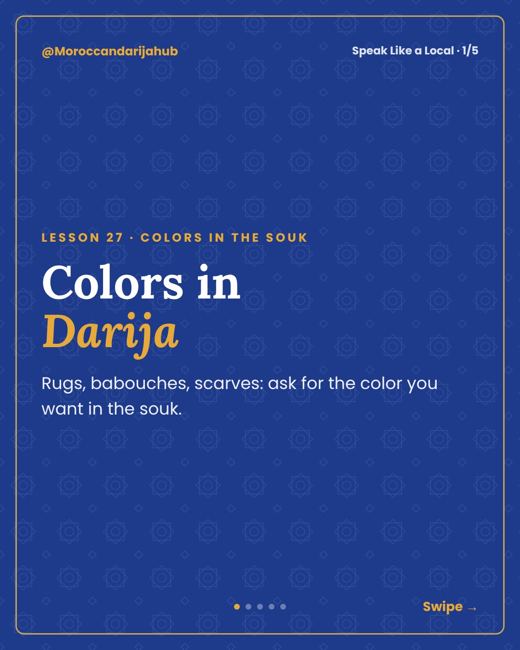 @Moroccandarijahub
Speak Like a Local · 1/5
LESSON 27 · COLORS IN THE SOUK
Colors in
Darija
Rugs, babouches, scarves: ask for the color you
want in the souk.
Swipe →